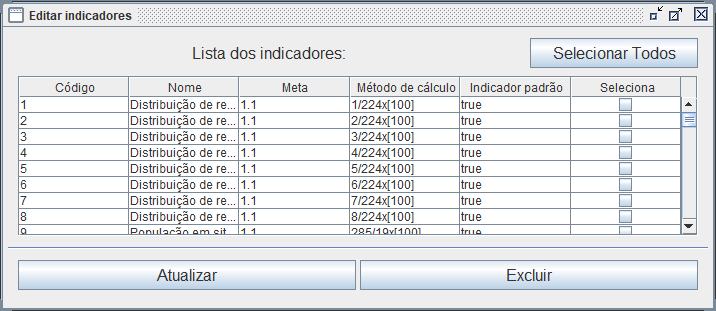 Editar indicadores
Lista dos indicadores:
Selecionar Todos
Código Nome Meta Método de cálculo Indicador padrão Seleciona
1 Distribuição de re... 1.1 1/224x[100] true
2 Distribuição de re... 1.1 2/224x[100] true
3 Distribuição de re... 1.1 3/224x[100] true
4 Distribuição de re... 1.1 4/224x[100] true
5 Distribuição de re... 1.1 5/224x[100] true
6 Distribuição de re... 1.1 6/224x[100] true
7 Distribuição de re... 1.1 7/224x[100] true
8 Distribuição de re... 1.1 8/224x[100] true
9 População em sit... 1.1 285/19x[100] true
Atualizar Excluir